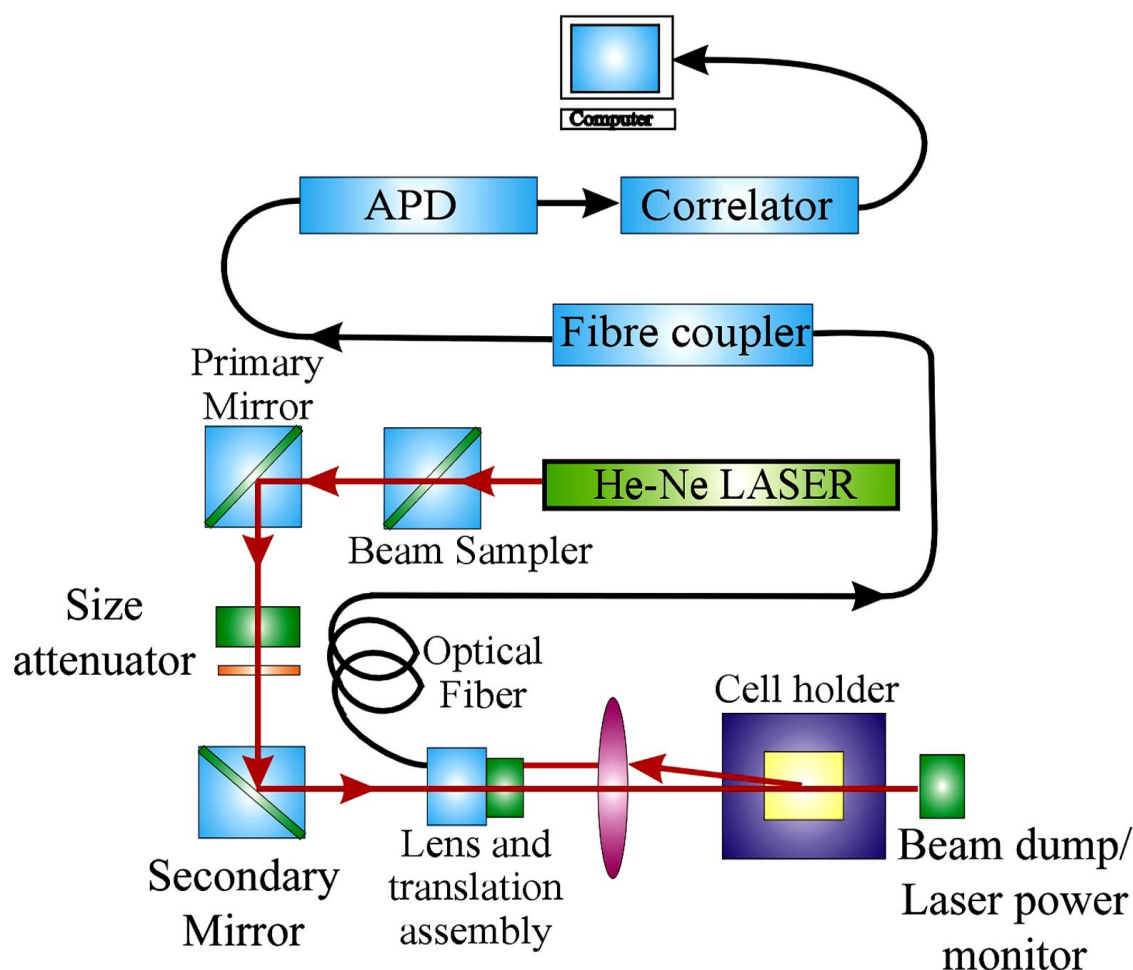 Computer
APD
Correlator
Fibre coupler
Primary
Mirror
He-Ne LASER
Beam Sampler
Size
attenuator
Optical
Fiber
Cell holder
Lens and
translation
assembly
Secondary
Mirror
Beam dump/
Laser power
monitor